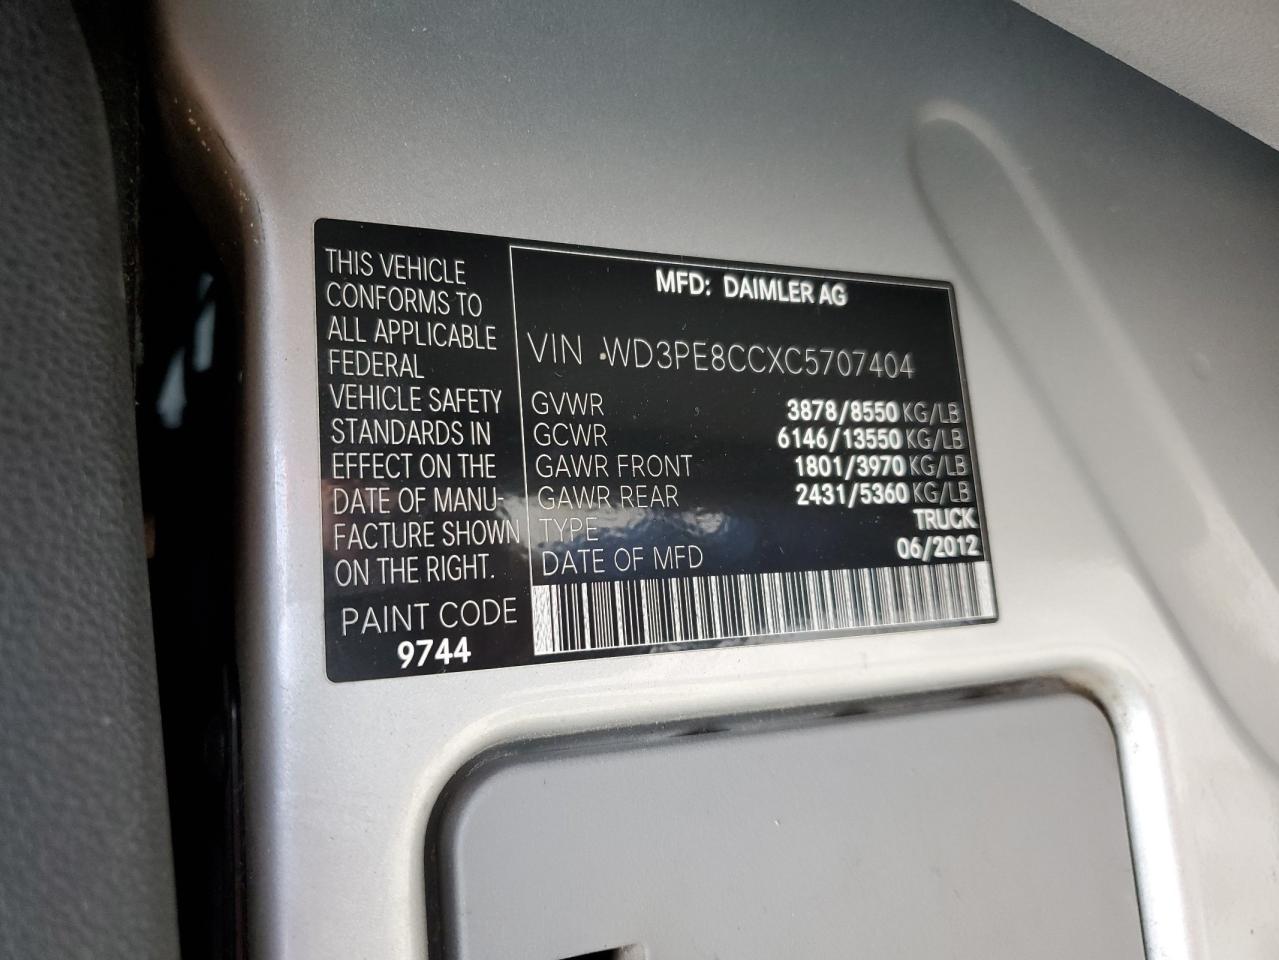 THIS VEHICLE
CONFORMS TO
ALL APPLICABLE
FEDERAL
VEHICLE SAFETY
STANDARDS IN
EFFECT ON THE
DATE OF MANU-
FACTURE SHOWN
ON THE RIGHT.
PAINT CODE
9744
MFD: DAIMLER AG
VIN WD3PE8CCXC5707404
GVWR 3878/8550 KG/LB
GCWR 6146/13550 KG/LB
GAWR FRONT 1801/3970 KG/LB
GAWR REAR 2431/5360 KG/LB
TYPE TRUCK
DATE OF MFD 06/2012